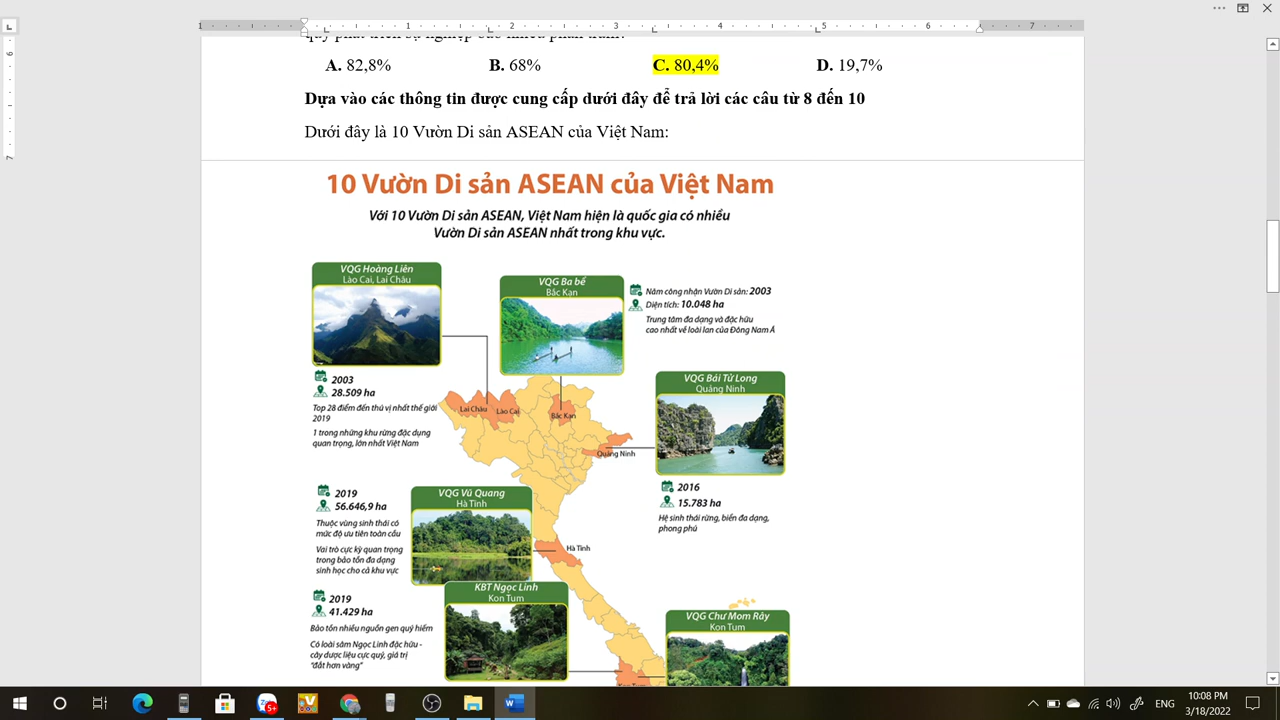 A. 82,8% B. 68% C. 80,4% D. 19,7%
Dựa vào các thông tin được cung cấp dưới đây để trả lời các câu từ 8 đến 10
Dưới đây là 10 Vườn Di sản ASEAN của Việt Nam:
10 Vườn Di sản ASEAN của Việt Nam
Với 10 Vườn Di sản ASEAN, Việt Nam hiện là quốc gia có nhiều
Vườn Di sản ASEAN nhất trong khu vực.
VQG Hoàng Liên
Lào Cai, Lai Châu
2003
28.509 ha
Top 28 điểm đến thú vị nhất thế giới
2019
1 trong những khu rừng đặc dụng
quan trọng, lớn nhất Việt Nam
VQG Ba bể
Bắc Kạn
Năm công nhận Vườn Di sản: 2003
Diện tích: 10.048 ha
Trung tâm đa dạng và đặc hữu
cao nhất về loài lan của Đông Nam Á
VQG Bái Tử Long
Quảng Ninh
2016
15.783 ha
Hệ sinh thái rừng, biển đa dạng,
phong phú
Lai Châu
Lào Cai
Bắc Kạn
Quảng Ninh
2019
56.646,9 ha
Thuộc vùng sinh thái có
mức độ ưu tiên toàn cầu
Vai trò cực kỳ quan trọng
trong bảo tồn đa dạng
sinh học cho cả khu vực
VQG Vũ Quang
Hà Tĩnh
Hà Tĩnh
2019
41.429 ha
Bảo tồn nhiều nguồn gen quý hiếm
Có loài sâm Ngọc Linh đặc hữu -
cây dược liệu cực quý, giá trị
"đắt hơn vàng"
KBT Ngọc Linh
Kon Tum
VQG Chư Mom Rây
Kon Tum
ENG
10:08 PM
3/18/2022